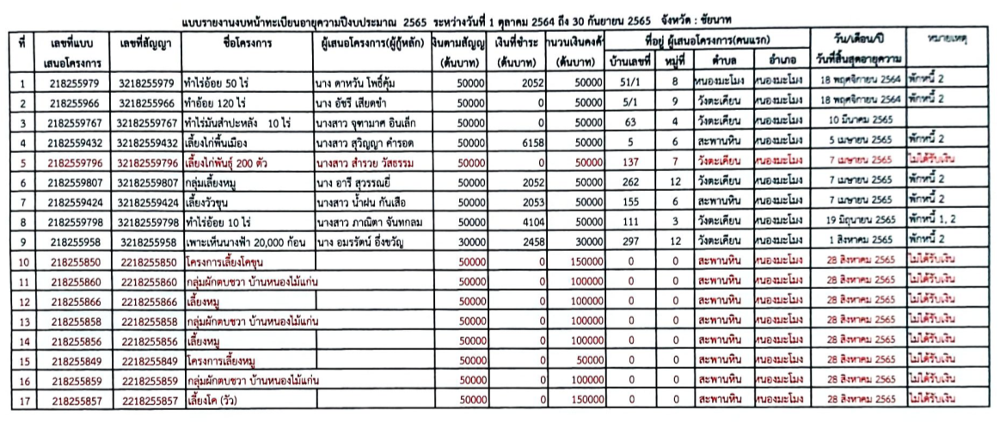 แบบรายงานงบหน้าทะเบียนอายุความปีงบประมาณ 2565 ระหว่างวันที่ 1 ตุลาคม 2564 ถึง 30 กันยายน 2565 จังหวัด : ชัยนาท
ที่ เลขที่แบบ เลขที่สัญญา ชื่อโครงการ ผู้เสนอโครงการ(ผู้กู้หลัก) งินตามสัญญ เงินที่ชำระ านวนเงินคงค้ ที่อยู่ ผู้เสนอโครงการ(คนแรก) วัน/เดือน/ปี หมายเหตุ
เสนอโครงการ (ต้นบาท) (ต้นบาท) (ต้นบาท) บ้านเลขที่ หมู่ที่ ตำบล อำเภอ วันที่สิ้นสุดอายุความ
1 218255979 3218255979 ทำไร่อ้อย 50 ไร่ นาง ตาหวัน โพธิ์คุ้ม 50000 2052 50000 51/1 8 หนองมะโมง หนองมะโมง 18 พฤศจิกายน 2564 พักหนี้ 2
2 218255966 3218255966 ทำอ้อย 120 ไร่ นาง อัชรี เสียดขำ 50000 0 50000 5/1 9 วังตะเคียน หนองมะโมง 18 พฤศจิกายน 2564 พักหนี้ 2
3 2182559767 32182559767 ทำไร่มันสำปะหลัง 10 ไร่ นางสาว จุฑามาศ อินเล็ก 50000 0 50000 63 4 วังตะเคียน หนองมะโมง 10 มีนาคม 2565
4 2182559432 32182559432 เลี้ยงไก่พื้นเมือง นางสาว สุวิญญา คำรอด 50000 6158 50000 5 6 สะพานหิน หนองมะโมง 5 เมษายน 2565 พักหนี้ 2
5 2182559796 32182559796 เลี้ยงไก่พันธุ์ 200 ตัว นางสาว สำรวย วัสธรรม 50000 0 50000 137 7 วังตะเคียน หนองมะโมง 7 เมษายน 2565 ไม่ได้รับเงิน
6 2182559807 32182559807 กลุ่มเลี้ยงหมู นาง อารี สุวรรณยี่ 50000 2052 50000 262 12 วังตะเคียน หนองมะโมง 7 เมษายน 2565 พักหนี้ 2
7 2182559424 32182559424 เลี้ยงวัวขุน นางสาว น้ำฝน กันเสือ 50000 2053 50000 155 6 สะพานหิน หนองมะโมง 7 เมษายน 2565 พักหนี้ 2
8 2182559798 32182559798 ทำไร่อ้อย 10 ไร่ นางสาว ภาณิตา จันทกลม 50000 4104 50000 111 3 สะพานหิน หนองมะโมง 19 มิถุนายน 2565 พักหนี้ 1, 2
9 218255958 3218255958 เพาะเห็นนางฟ้า 20,000 ก้อน นาง อมรรัตน์ อึ่งขวัญ 30000 2458 30000 297 12 วังตะเคียน หนองมะโมง 1 สิงหาคม 2565 พักหนี้ 2
10 218255850 2218255850 โครงการเลี้ยงโคขุน 50000 0 150000 0 0 สะพานหิน หนองมะโมง 28 สิงหาคม 2565 ไม่ได้รับเงิน
11 218255860 2218255860 กลุ่มผักตบชวา บ้านหนองไม้แก่น 50000 0 100000 0 0 สะพานหิน หนองมะโมง 28 สิงหาคม 2565 ไม่ได้รับเงิน
12 218255866 2218255866 เลี้ยงหมู 50000 0 100000 0 0 สะพานหิน หนองมะโมง 28 สิงหาคม 2565 ไม่ได้รับเงิน
13 218255858 2218255858 กลุ่มผักตบชวา บ้านหนองไม้แก่น 50000 0 100000 0 0 สะพานหิน หนองมะโมง 28 สิงหาคม 2565 ไม่ได้รับเงิน
14 218255856 2218255856 เลี้ยงหมู 50000 0 100000 0 0 สะพานหิน หนองมะโมง 28 สิงหาคม 2565 ไม่ได้รับเงิน
15 218255849 2218255849 โครงการเลี้ยงหมู 50000 0 50000 0 0 สะพานหิน หนองมะโมง 28 สิงหาคม 2565 ไม่ได้รับเงิน
16 218255859 2218255859 กลุ่มผักตบชวา บ้านหนองไม้แก่น 50000 0 100000 0 0 สะพานหิน หนองมะโมง 28 สิงหาคม 2565 ไม่ได้รับเงิน
17 218255857 2218255857 เลี้ยงโค (วัว) 50000 0 150000 0 0 สะพานหิน หนองมะโมง 28 สิงหาคม 2565 ไม่ได้รับเงิน